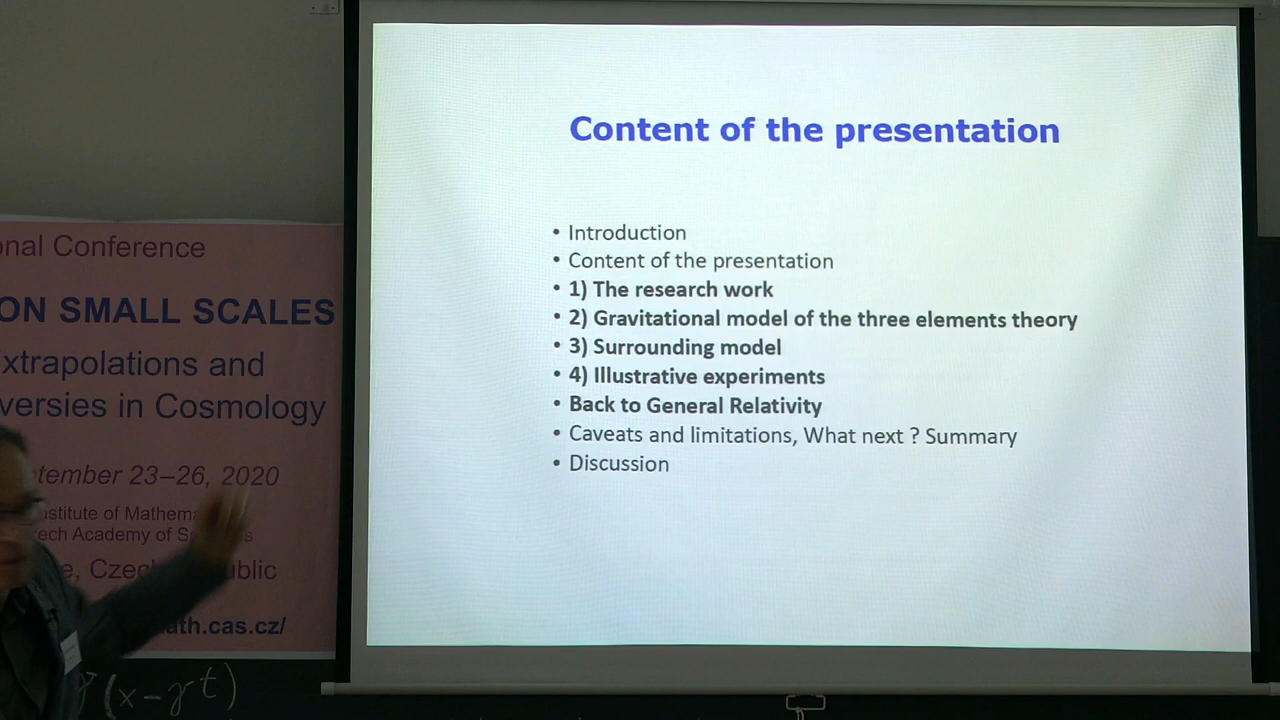 onal Conference
ON SMALL SCALES
xtrapolations and
versies in Cosmology
tember 23–26, 2020
nstitute of Mathema
ech Academy of S
e, Czech ublic
ath.cas.cz/
(x-γt)
Content of the presentation
• Introduction
• Content of the presentation
• 1) The research work
• 2) Gravitational model of the three elements theory
• 3) Surrounding model
• 4) Illustrative experiments
• Back to General Relativity
• Caveats and limitations, What next ? Summary
• Discussion